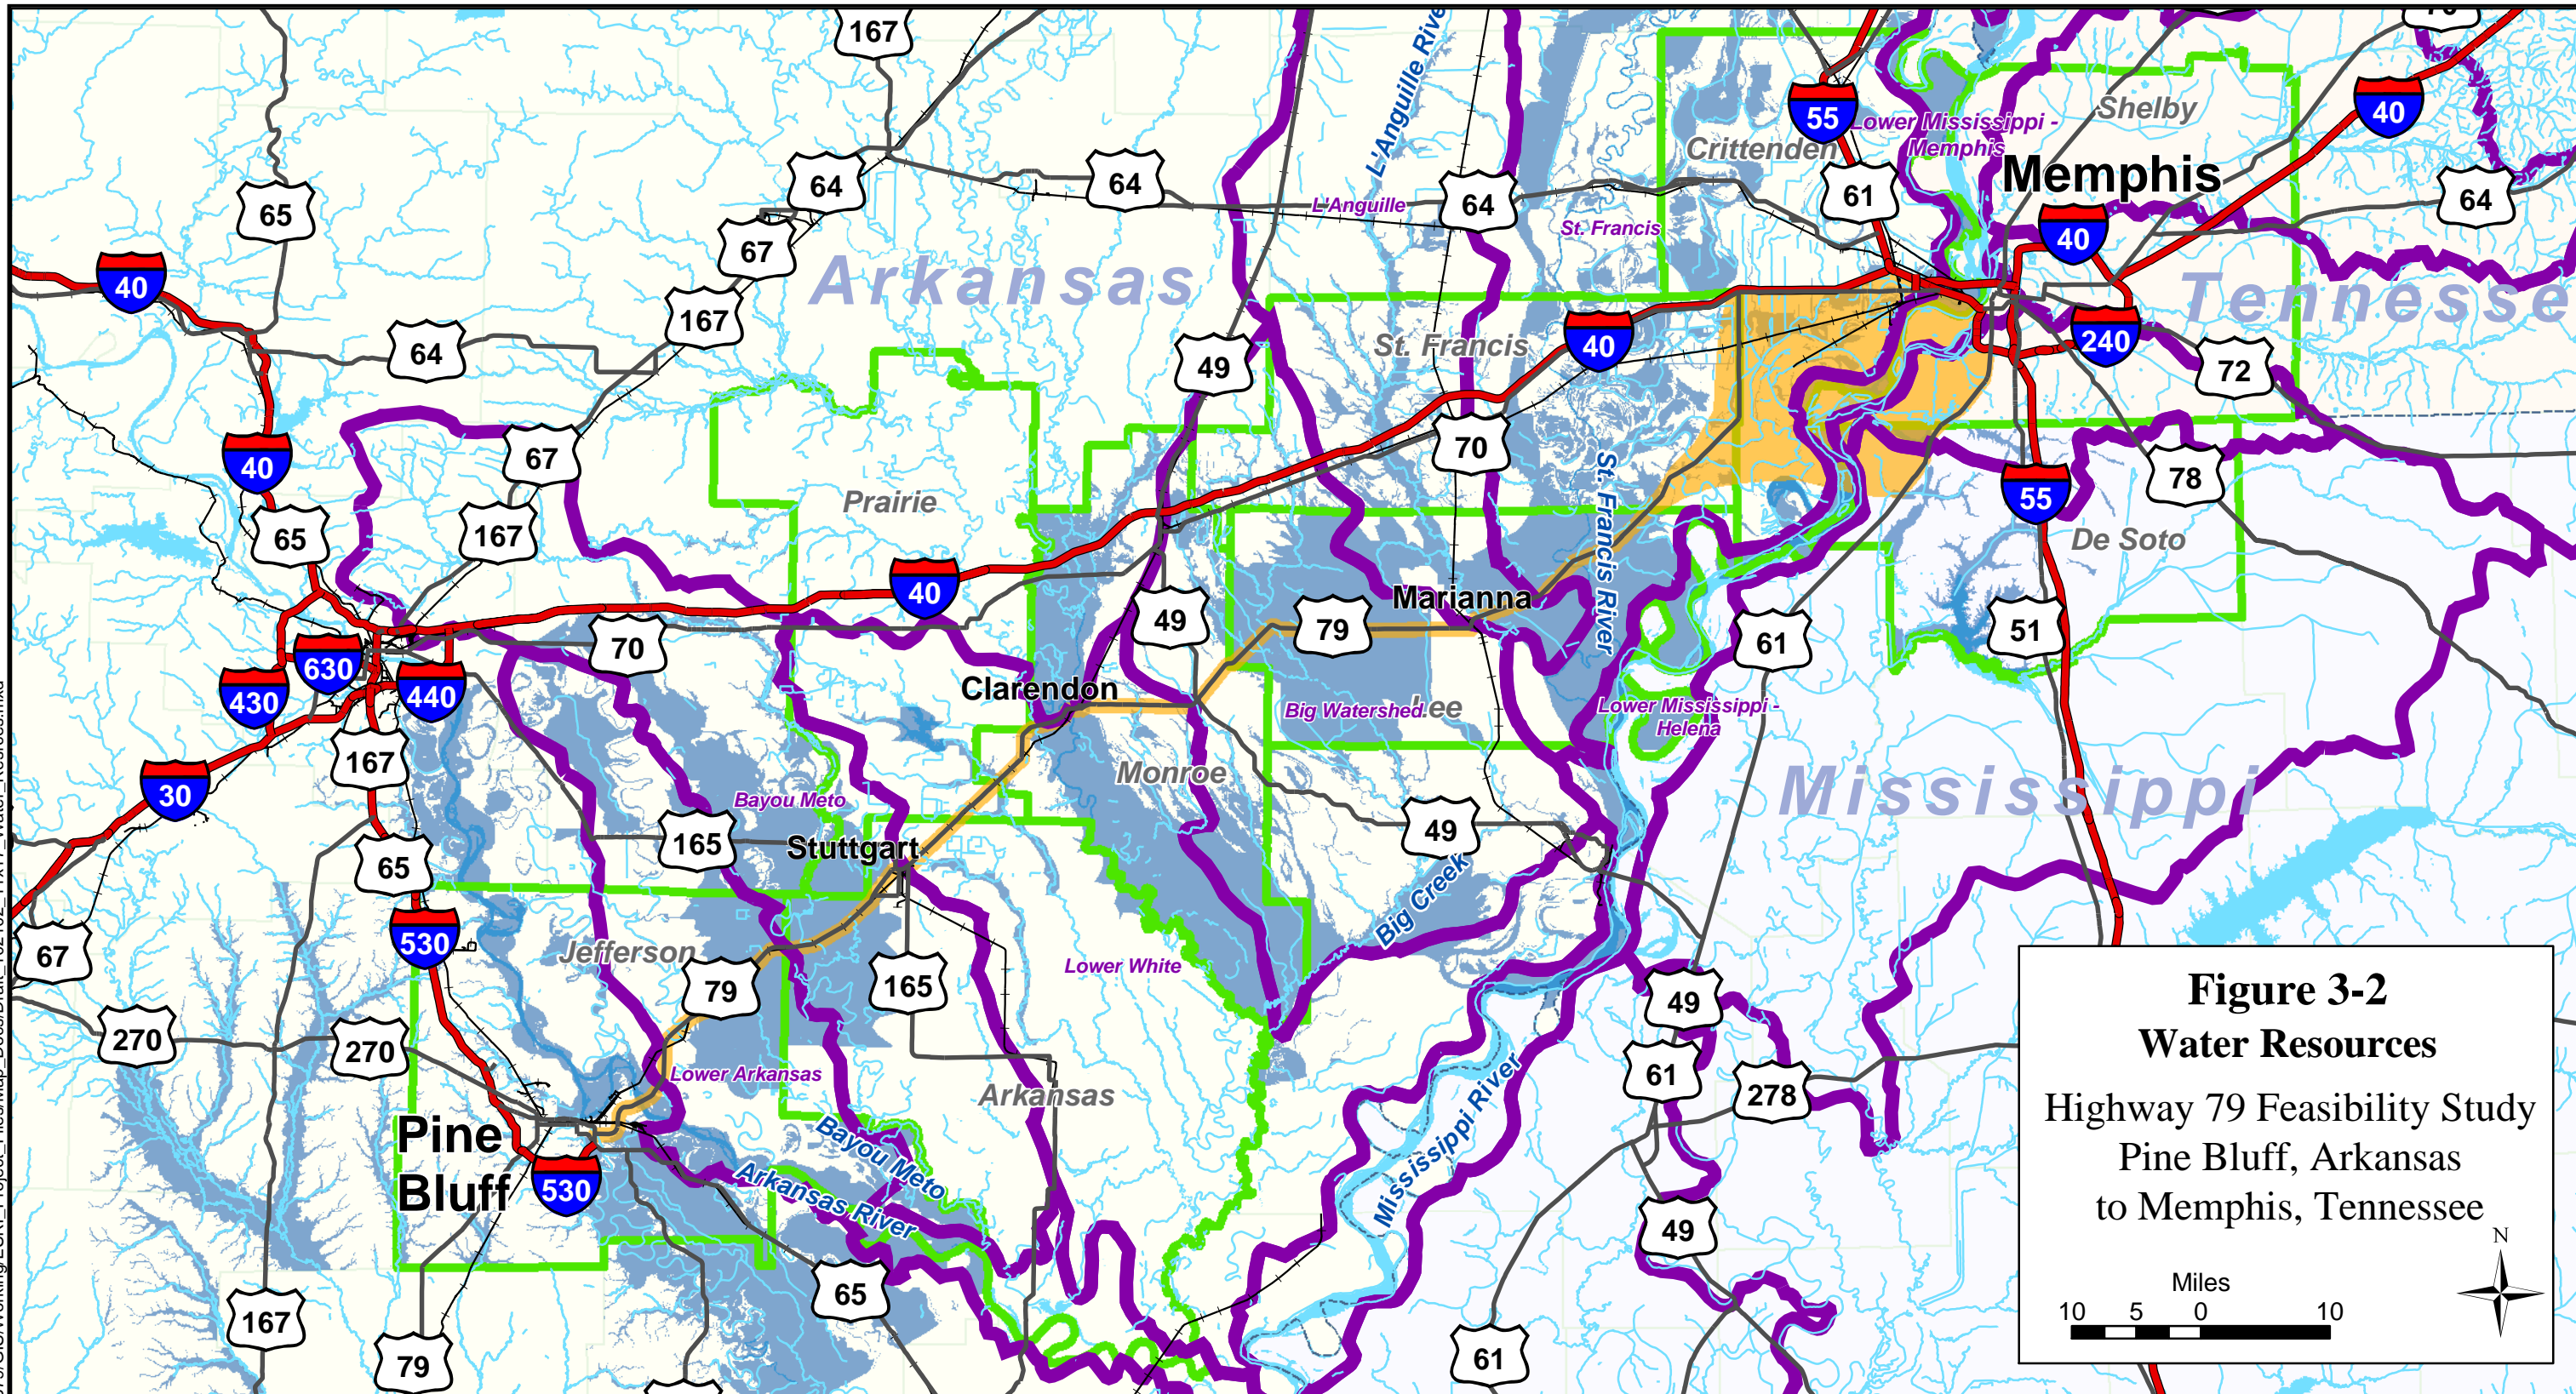 167
L'Anguille River
40
55
Lower Mississippi -
Memphis
Shelby
Crittenden
Memphis
64
64
64
64
61
65
67
L'Anguille
St. Francis
40
40
Arkansas
Tennesse
167
64
49
St. Francis
40
240
72
40
67
70
65
167
Prairie
St. Francis River
55
78
De Soto
40
49
79
Marianna
61
51
70
630
430
440
Clarendon
Big Watershed
Lee
Lower Mississippi -
Helena
167
30
Monroe
Mississippi
Bayou Meto
165
Stuttgart
49
65
Big Creek
530
67
Jefferson
79
165
Lower White
49
270
270
Lower Arkansas
Arkansas
61
278
Pine
Bluff
530
Bayou Meto
Arkansas River
Mississippi River
49
65
167
79
61
Figure 3-2
Water Resources
Highway 79 Feasibility Study
Pine Bluff, Arkansas
to Memphis, Tennessee
N
Miles
10 5 0 10